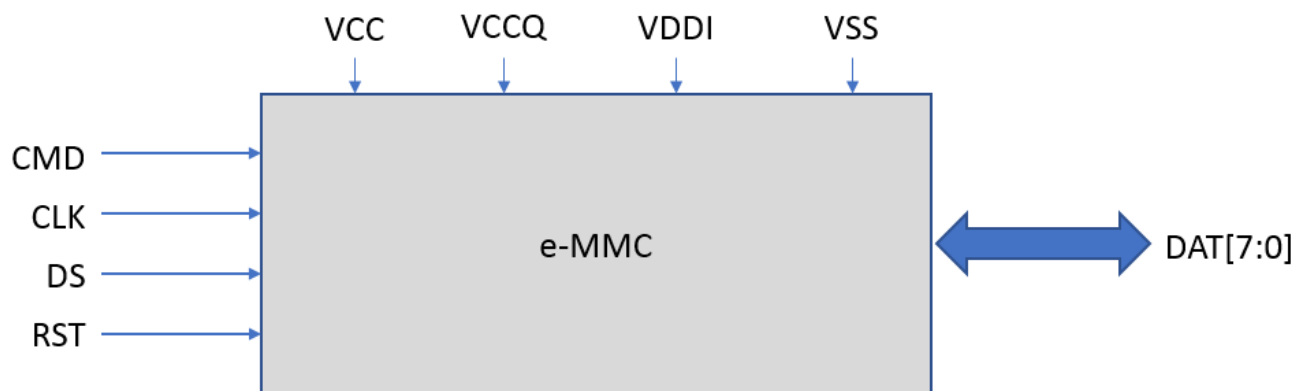 VCC VCCQ VDDI VSS
CMD
CLK
DS
RST
e-MMC
DAT[7:0]